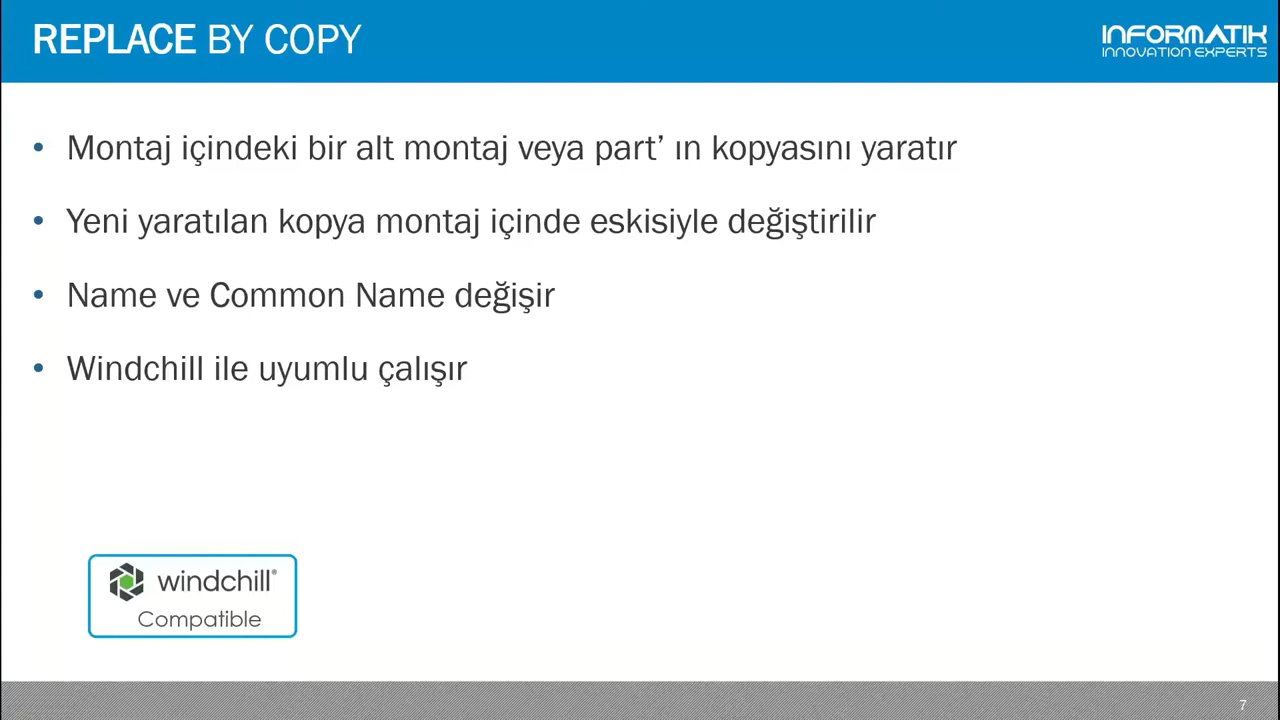 REPLACE BY COPY
INFORMATIK
INNOVATION EXPERTS
• Montaj içindeki bir alt montaj veya part’ ın kopyasını yaratır
• Yeni yaratılan kopya montaj içinde eskisiyle değiştirilir
• Name ve Common Name değişir
• Windchill ile uyumlu çalışır
windchill®
Compatible
7